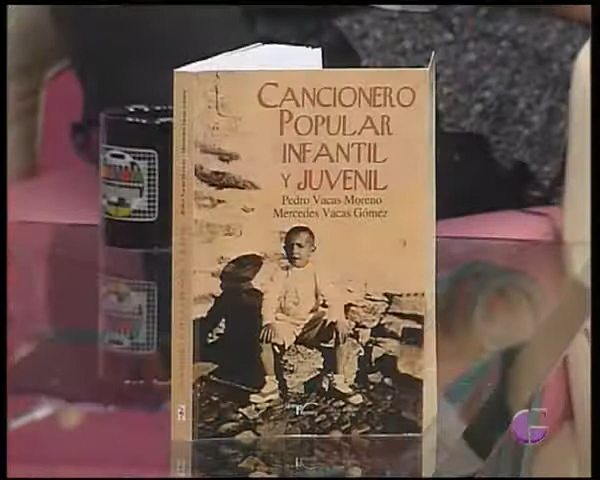 CANCIONERO
POPULAR
INFANTIL
Y JUVENIL
Pedro Vacas Moreno
Mercedes Vacas Gómez
G